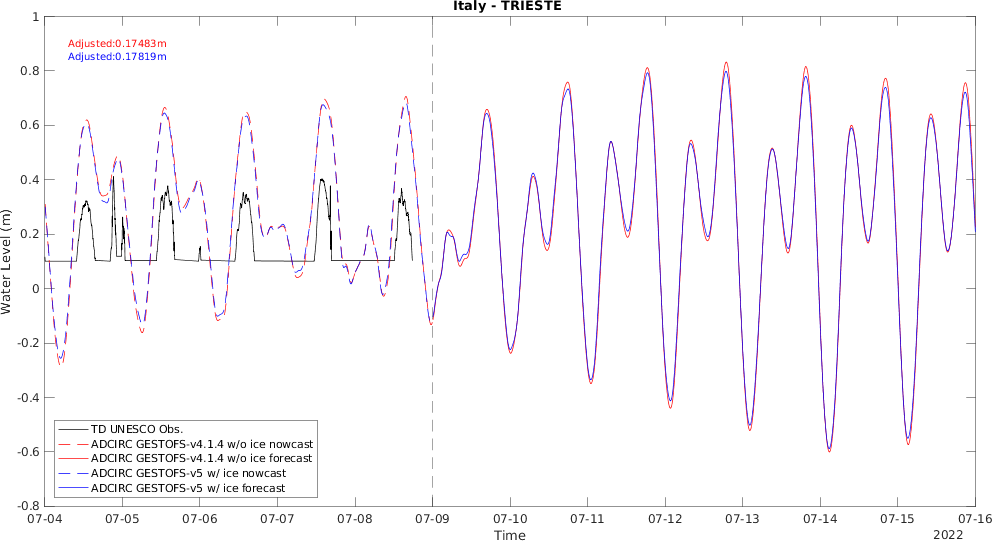 Italy - TRIESTE
Adjusted:0.17483m
Adjusted:0.17819m
Water Level (m)
1
0.8
0.6
0.4
0.2
0
-0.2
-0.4
-0.6
-0.8
TD UNESCO Obs.
ADCIRC GESTOFS-v4.1.4 w/o ice nowcast
ADCIRC GESTOFS-v4.1.4 w/o ice forecast
ADCIRC GESTOFS-v5 w/ ice nowcast
ADCIRC GESTOFS-v5 w/ ice forecast
07-04 07-05 07-06 07-07 07-08 07-09 07-10 07-11 07-12 07-13 07-14 07-15 07-16
Time
2022